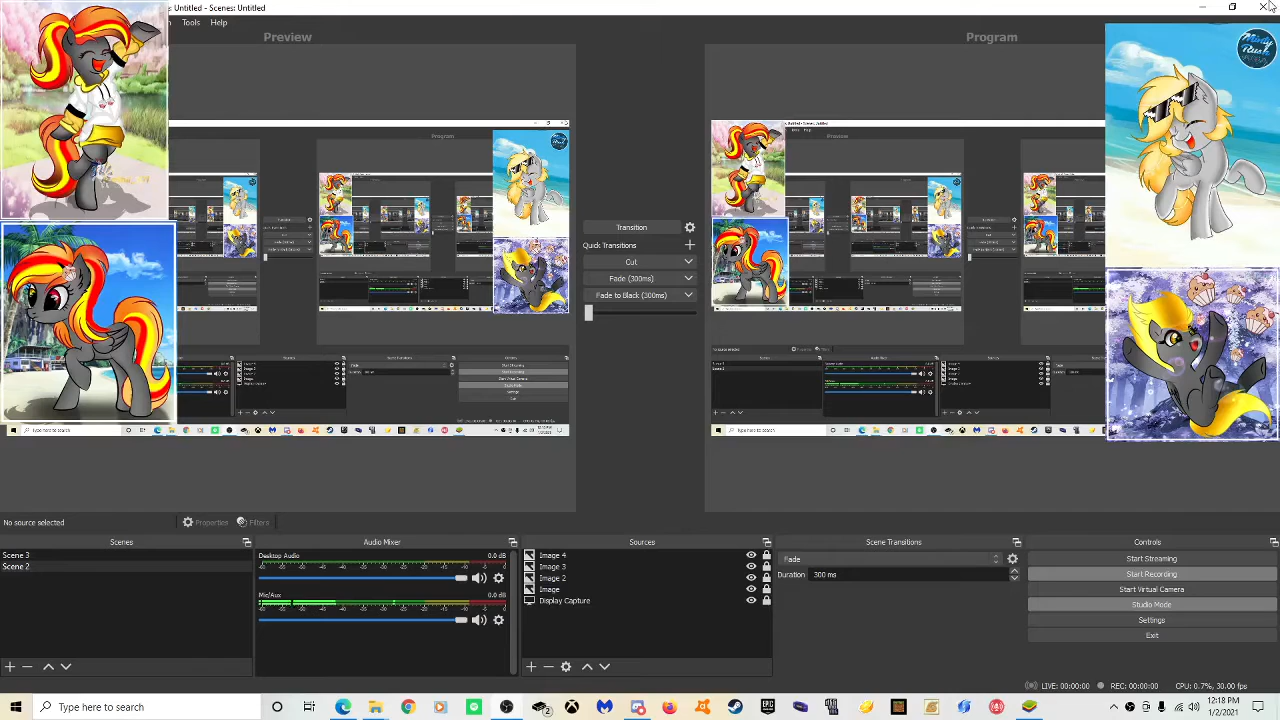 Untitled - Scenes: Untitled
Tools Help
Preview
Program
Transition
Quick Transitions
Cut
Fade (300ms)
Fade to Black (300ms)
No source selected
Properties
Filters
Scenes
Scene 3
Scene 2
Audio Mixer
Desktop Audio 0.0 dB
Mic/Aux 0.0 dB
Sources
Image 4
Image 3
Image 2
Image
Display Capture
Scene Transitions
Fade
Duration 300 ms
Controls
Start Streaming
Start Recording
Start Virtual Camera
Studio Mode
Settings
Exit
LIVE: 00:00:00 REC: 00:00:00 CPU: 0.7%, 30.00 fps
Type here to search
12:18 PM
1/2/2021